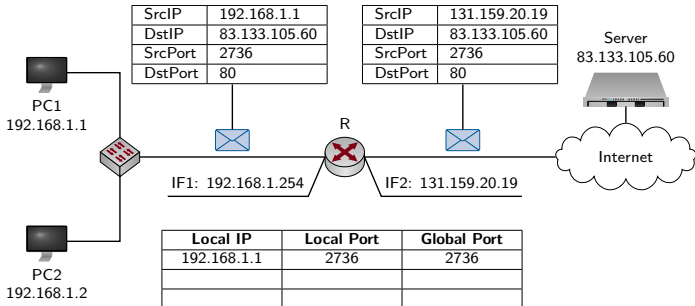 SrcIP 192.168.1.1
DstIP 83.133.105.60
SrcPort 2736
DstPort 80
SrcIP 131.159.20.19
DstIP 83.133.105.60
SrcPort 2736
DstPort 80
Server
83.133.105.60
PC1
192.168.1.1
R
Internet
IF1: 192.168.1.254
IF2: 131.159.20.19
PC2
192.168.1.2
Local IP Local Port Global Port
192.168.1.1 2736 2736